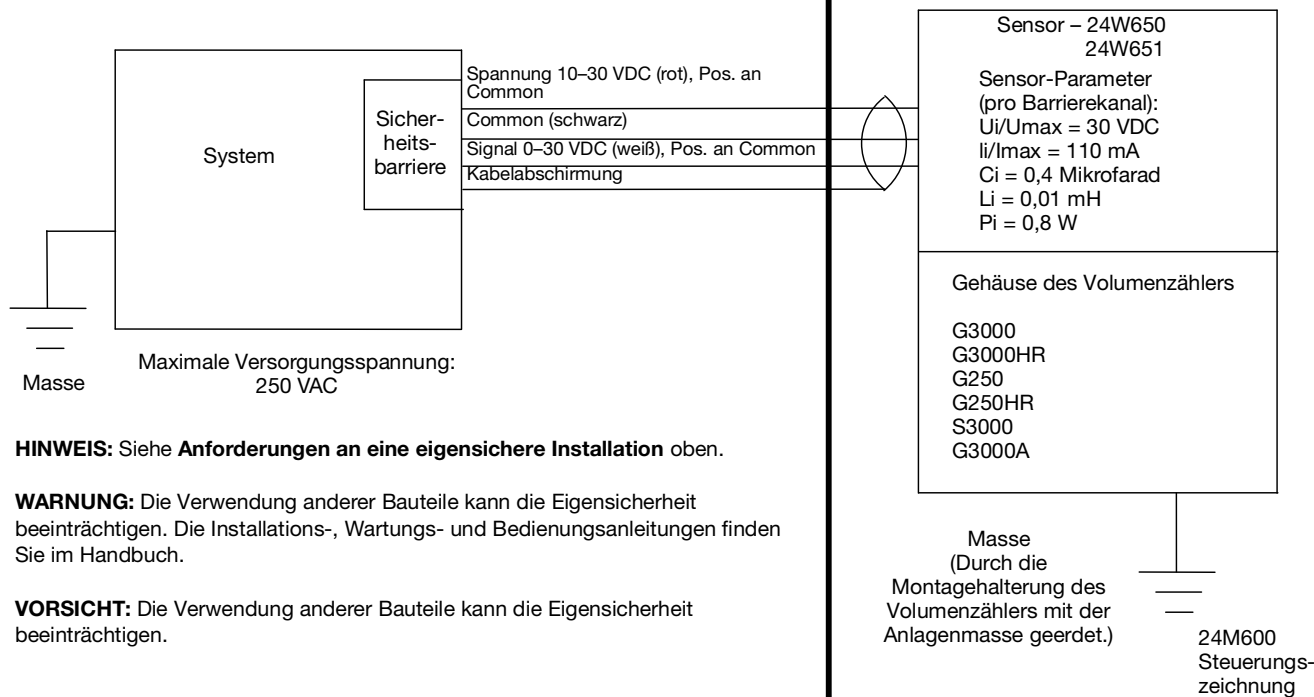 System
Sicher-
heits-
barriere
Spannung 10–30 VDC (rot), Pos. an
Common
Common (schwarz)
Signal 0–30 VDC (weiß), Pos. an Common
Kabelabschirmung
Masse
Maximale Versorgungsspannung:
250 VAC
HINWEIS: Siehe Anforderungen an eine eigensichere Installation oben.
WARNUNG: Die Verwendung anderer Bauteile kann die Eigensicherheit
beeinträchtigen. Die Installations-, Wartungs- und Bedienungsanleitungen finden
Sie im Handbuch.
VORSICHT: Die Verwendung anderer Bauteile kann die Eigensicherheit
beeinträchtigen.
Sensor – 24W650
24W651
Sensor-Parameter
(pro Barrierekanal):
Ui/Umax = 30 VDC
Ii/Imax = 110 mA
Ci = 0,4 Mikrofarad
Li = 0,01 mH
Pi = 0,8 W
Gehäuse des Volumenzählers
G3000
G3000HR
G250
G250HR
S3000
G3000A
Masse
(Durch die
Montagehalterung des
Volumenzählers mit der
Anlagenmasse geerdet.)
24M600
Steuerungs-
zeichnung